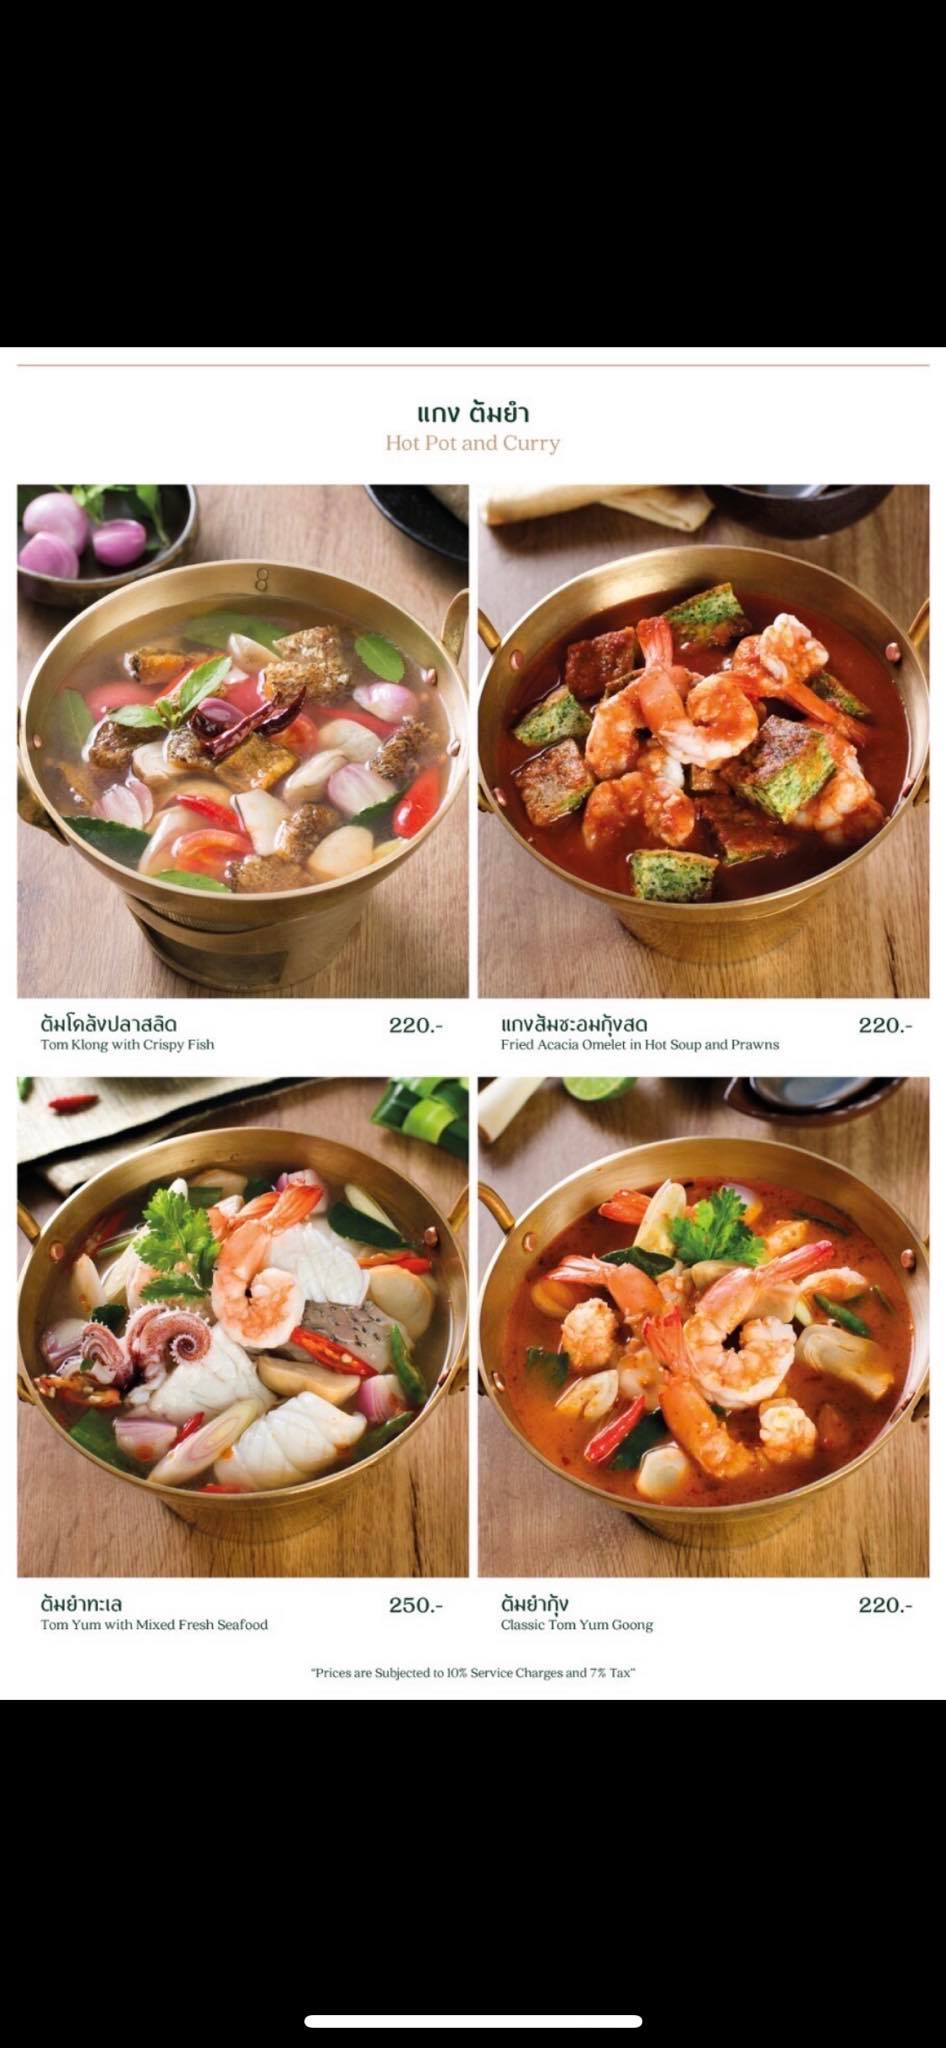 แกง ต้มยำ
Hot Pot and Curry
8
ต้มโคล้งปลาสลิด 220.-
Tom Klong with Crispy Fish
แกงส้มชะอมกุ้งสด 220.-
Fried Acacia Omelet in Hot Soup and Prawns
ต้มยำทะเล 250.-
Tom Yum with Mixed Fresh Seafood
ต้มยำกุ้ง 220.-
Classic Tom Yum Goong
"Prices are Subjected to 10% Service Charges and 7% Tax"